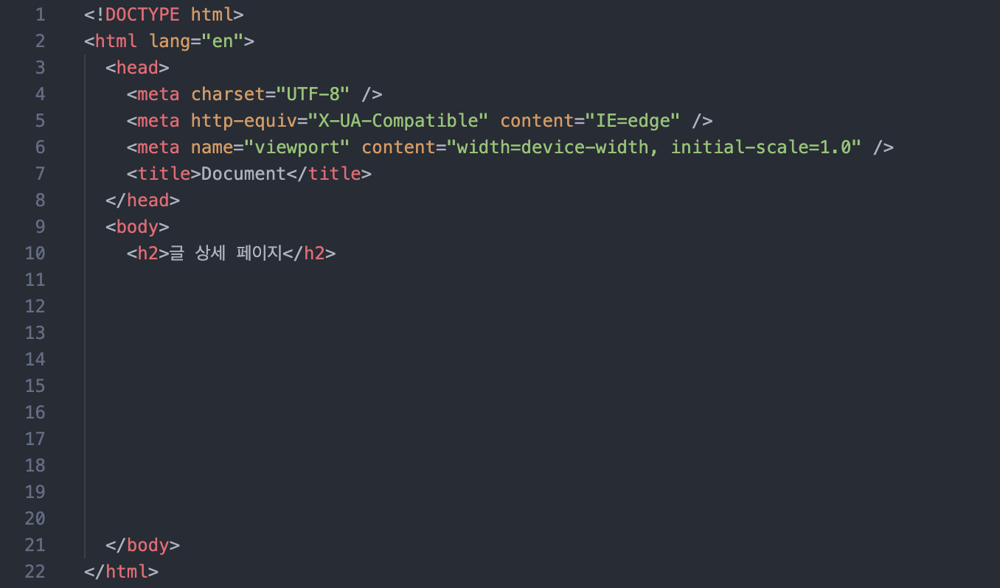 1 <!DOCTYPE html>
2 <html lang="en">
3 <head>
4 <meta charset="UTF-8" />
5 <meta http-equiv="X-UA-Compatible" content="IE=edge" />
6 <meta name="viewport" content="width=device-width, initial-scale=1.0" />
7 <title>Document</title>
8 </head>
9 <body>
10 <h2>글 상세 페이지</h2>
11
12
13
14
15
16
17
18
19
20
21 </body>
22 </html>